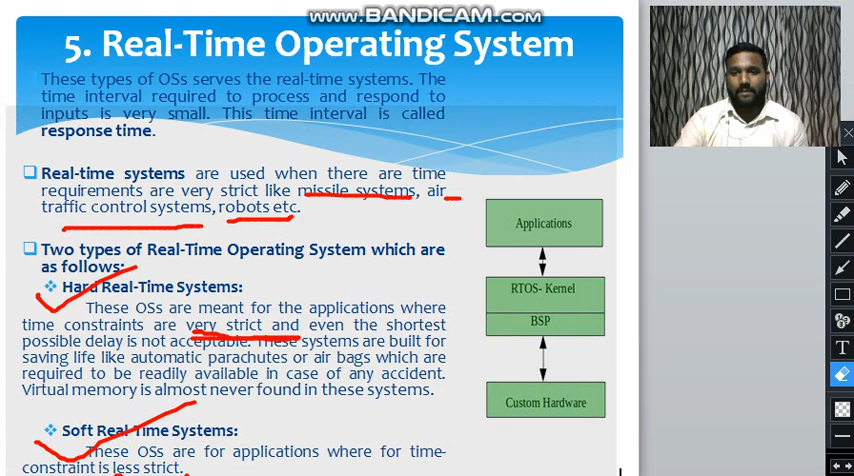 www.BANDICAM.com
5. Real-Time Operating System
These types of OSs serves the real-time systems. The
time interval required to process and respond to
inputs is very small. This time interval is called
response time.
Real-time systems are used when there are time
requirements are very strict like missile systems, air
traffic control systems, robots etc.
Two types of Real-Time Operating System which are
as follows:
Hard Real-Time Systems:
These OSs are meant for the applications where
time constraints are very strict and even the shortest
possible delay is not acceptable. These systems are built for
saving life like automatic parachutes or air bags which are
required to be readily available in case of any accident.
Virtual memory is almost never found in these systems.
Soft Real-Time Systems:
These OSs are for applications where for time-
constraint is less strict.
Applications
RTOS- Kernel
BSP
Custom Hardware
T